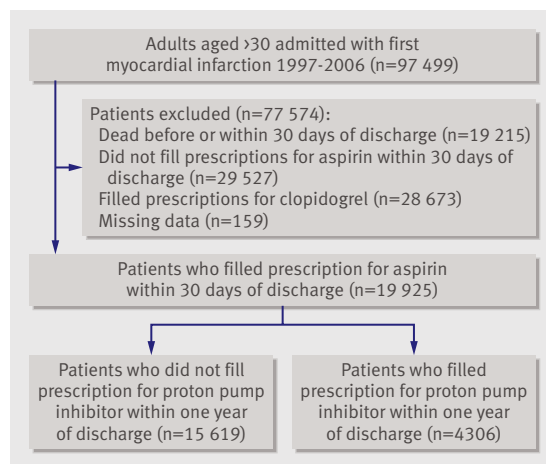 Adults aged >30 admitted with first
myocardial infarction 1997-2006 (n=97 499)
Patients excluded (n=77 574):
Dead before or within 30 days of discharge (n=19 215)
Did not fill prescriptions for aspirin within 30 days of
discharge (n=29 527)
Filled prescriptions for clopidogrel (n=28 673)
Missing data (n=159)
Patients who filled prescription for aspirin
within 30 days of discharge (n=19 925)
Patients who did not fill
prescription for proton pump
inhibitor within one year
of discharge (n=15 619)
Patients who filled
prescription for proton pump
inhibitor within one year
of discharge (n=4306)